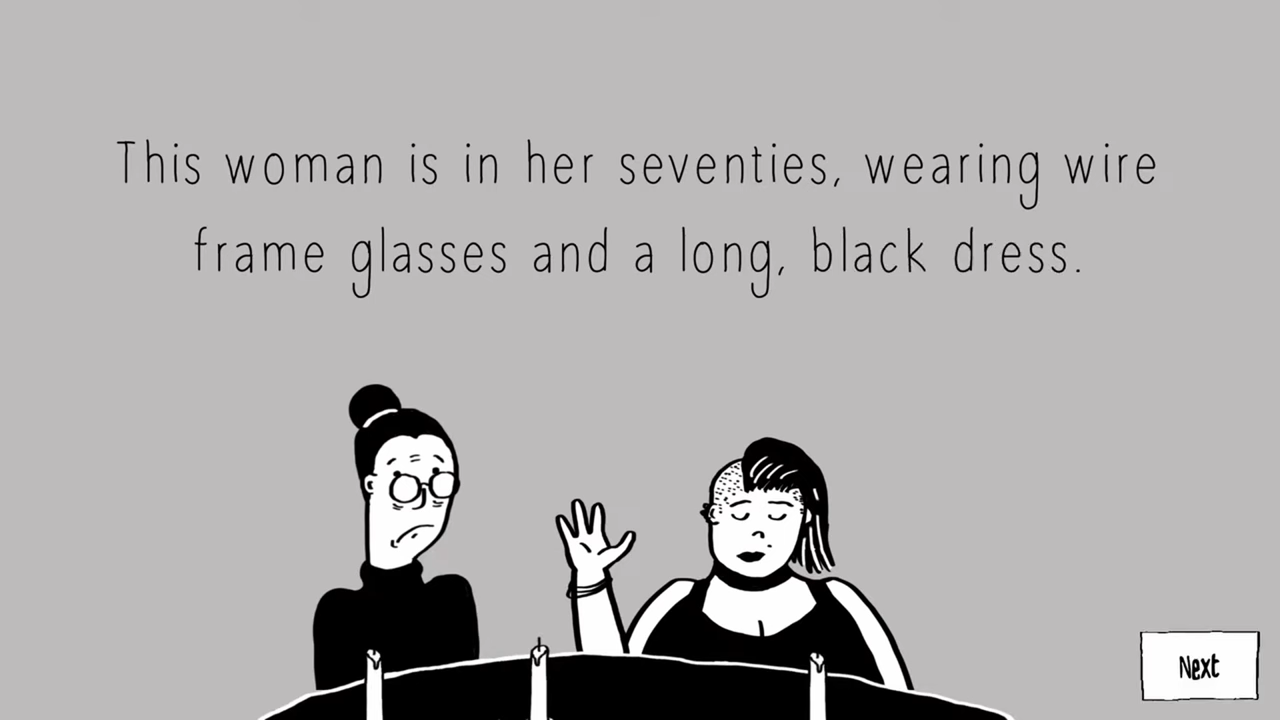 This woman is in her seventies, wearing wire
frame glasses and a long, black dress.
Next